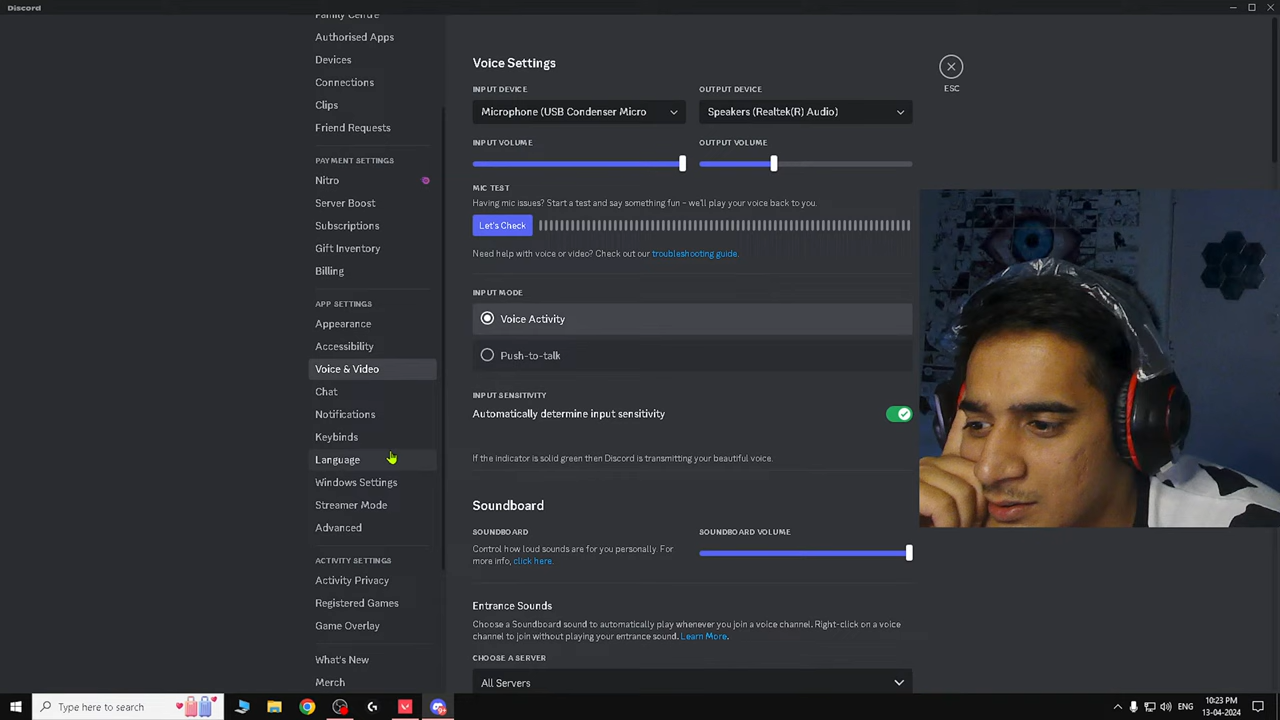 Discord
Family Centre
Authorised Apps
Devices
Connections
Clips
Friend Requests
PAYMENT SETTINGS
Nitro
Server Boost
Subscriptions
Gift Inventory
Billing
APP SETTINGS
Appearance
Accessibility
Voice & Video
Chat
Notifications
Keybinds
Language
Windows Settings
Streamer Mode
Advanced
ACTIVITY SETTINGS
Activity Privacy
Registered Games
Game Overlay
What's New
Merch
Voice Settings
INPUT DEVICE
OUTPUT DEVICE
Microphone (USB Condenser Micro
Speakers (Realtek(R) Audio)
INPUT VOLUME
OUTPUT VOLUME
MIC TEST
Having mic issues? Start a test and say something fun – we'll play your voice back to you.
Let's Check
Need help with voice or video? Check out our troubleshooting guide.
INPUT MODE
Voice Activity
Push-to-talk
INPUT SENSITIVITY
Automatically determine input sensitivity
If the indicator is solid green then Discord is transmitting your beautiful voice.
Soundboard
SOUNDBOARD
SOUNDBOARD VOLUME
Control how loud sounds are for you personally. For
more info, click here.
Entrance Sounds
Choose a Soundboard sound to automatically play whenever you join a voice channel. Right-click on a voice
channel to join without playing your entrance sound. Learn More.
CHOOSE A SERVER
All Servers
ESC
Type here to search
ENG
10:23 PM
13-04-2024